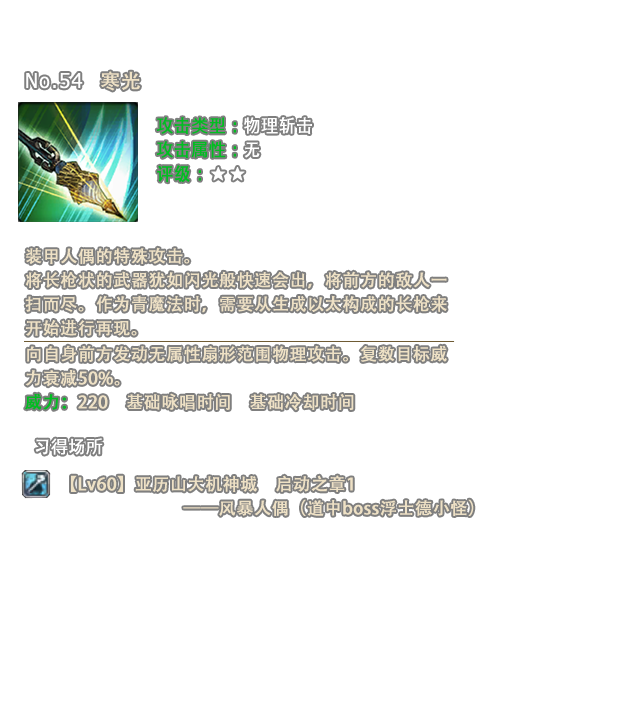 No.54 寒光
攻击类型：物理斩击
攻击属性：无
评级：★★
装甲人偶的特殊攻击。
将长枪状的武器犹如闪光般快速会出，将前方的敌人一
扫而尽。作为青魔法时，需要从生成以太构成的长枪来
开始进行再现。
向自身前方发动无属性扇形范围物理攻击。复数目标威
力衰减50%。
威力：220 基础咏唱时间 基础冷却时间
习得场所
【Lv60】亚历山大机神城 启动之章1
——风暴人偶（道中boss浮士德小怪）